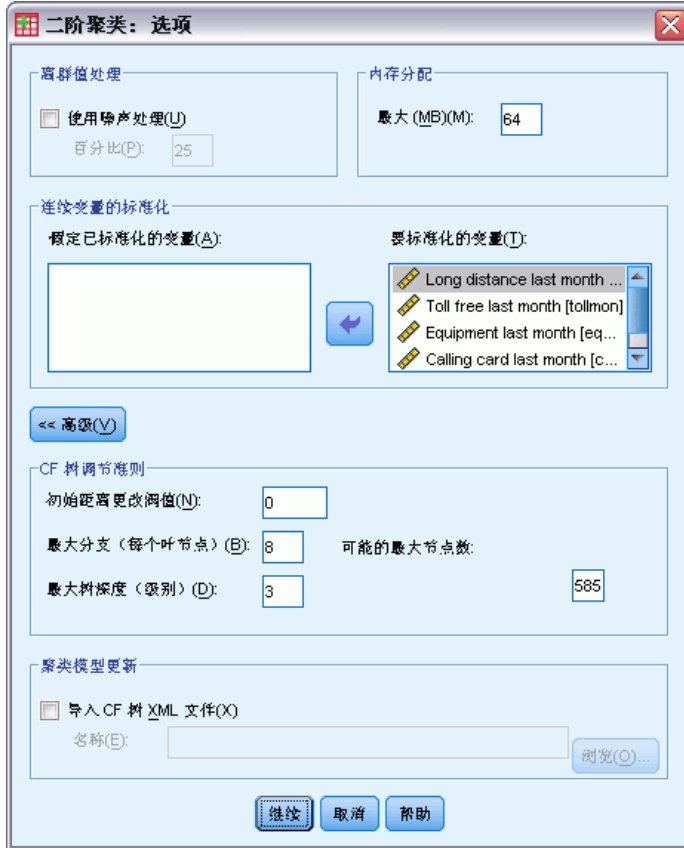 二阶聚类：选项
离群值处理
使用噪声处理(U)
百分比(P): 25
内存分配
最大(MB)(M): 64
连续变量的标准化
假定已标准化的变量(A):
要标准化的变量(T):
Long distance last month ...
Toll free last month [tollmon]
Equipment last month [eq...
Calling card last month [c...
<< 高级(V)
CF 树调节准则
初始距离更改阀值(N): 0
最大分支（每个叶节点）(B): 8
可能的最大节点数:
最大树深度（级别）(D): 3
585
聚类模型更新
导入 CF 树 XML 文件(X)
名称(E):
浏览(O)...
继续
取消
帮助